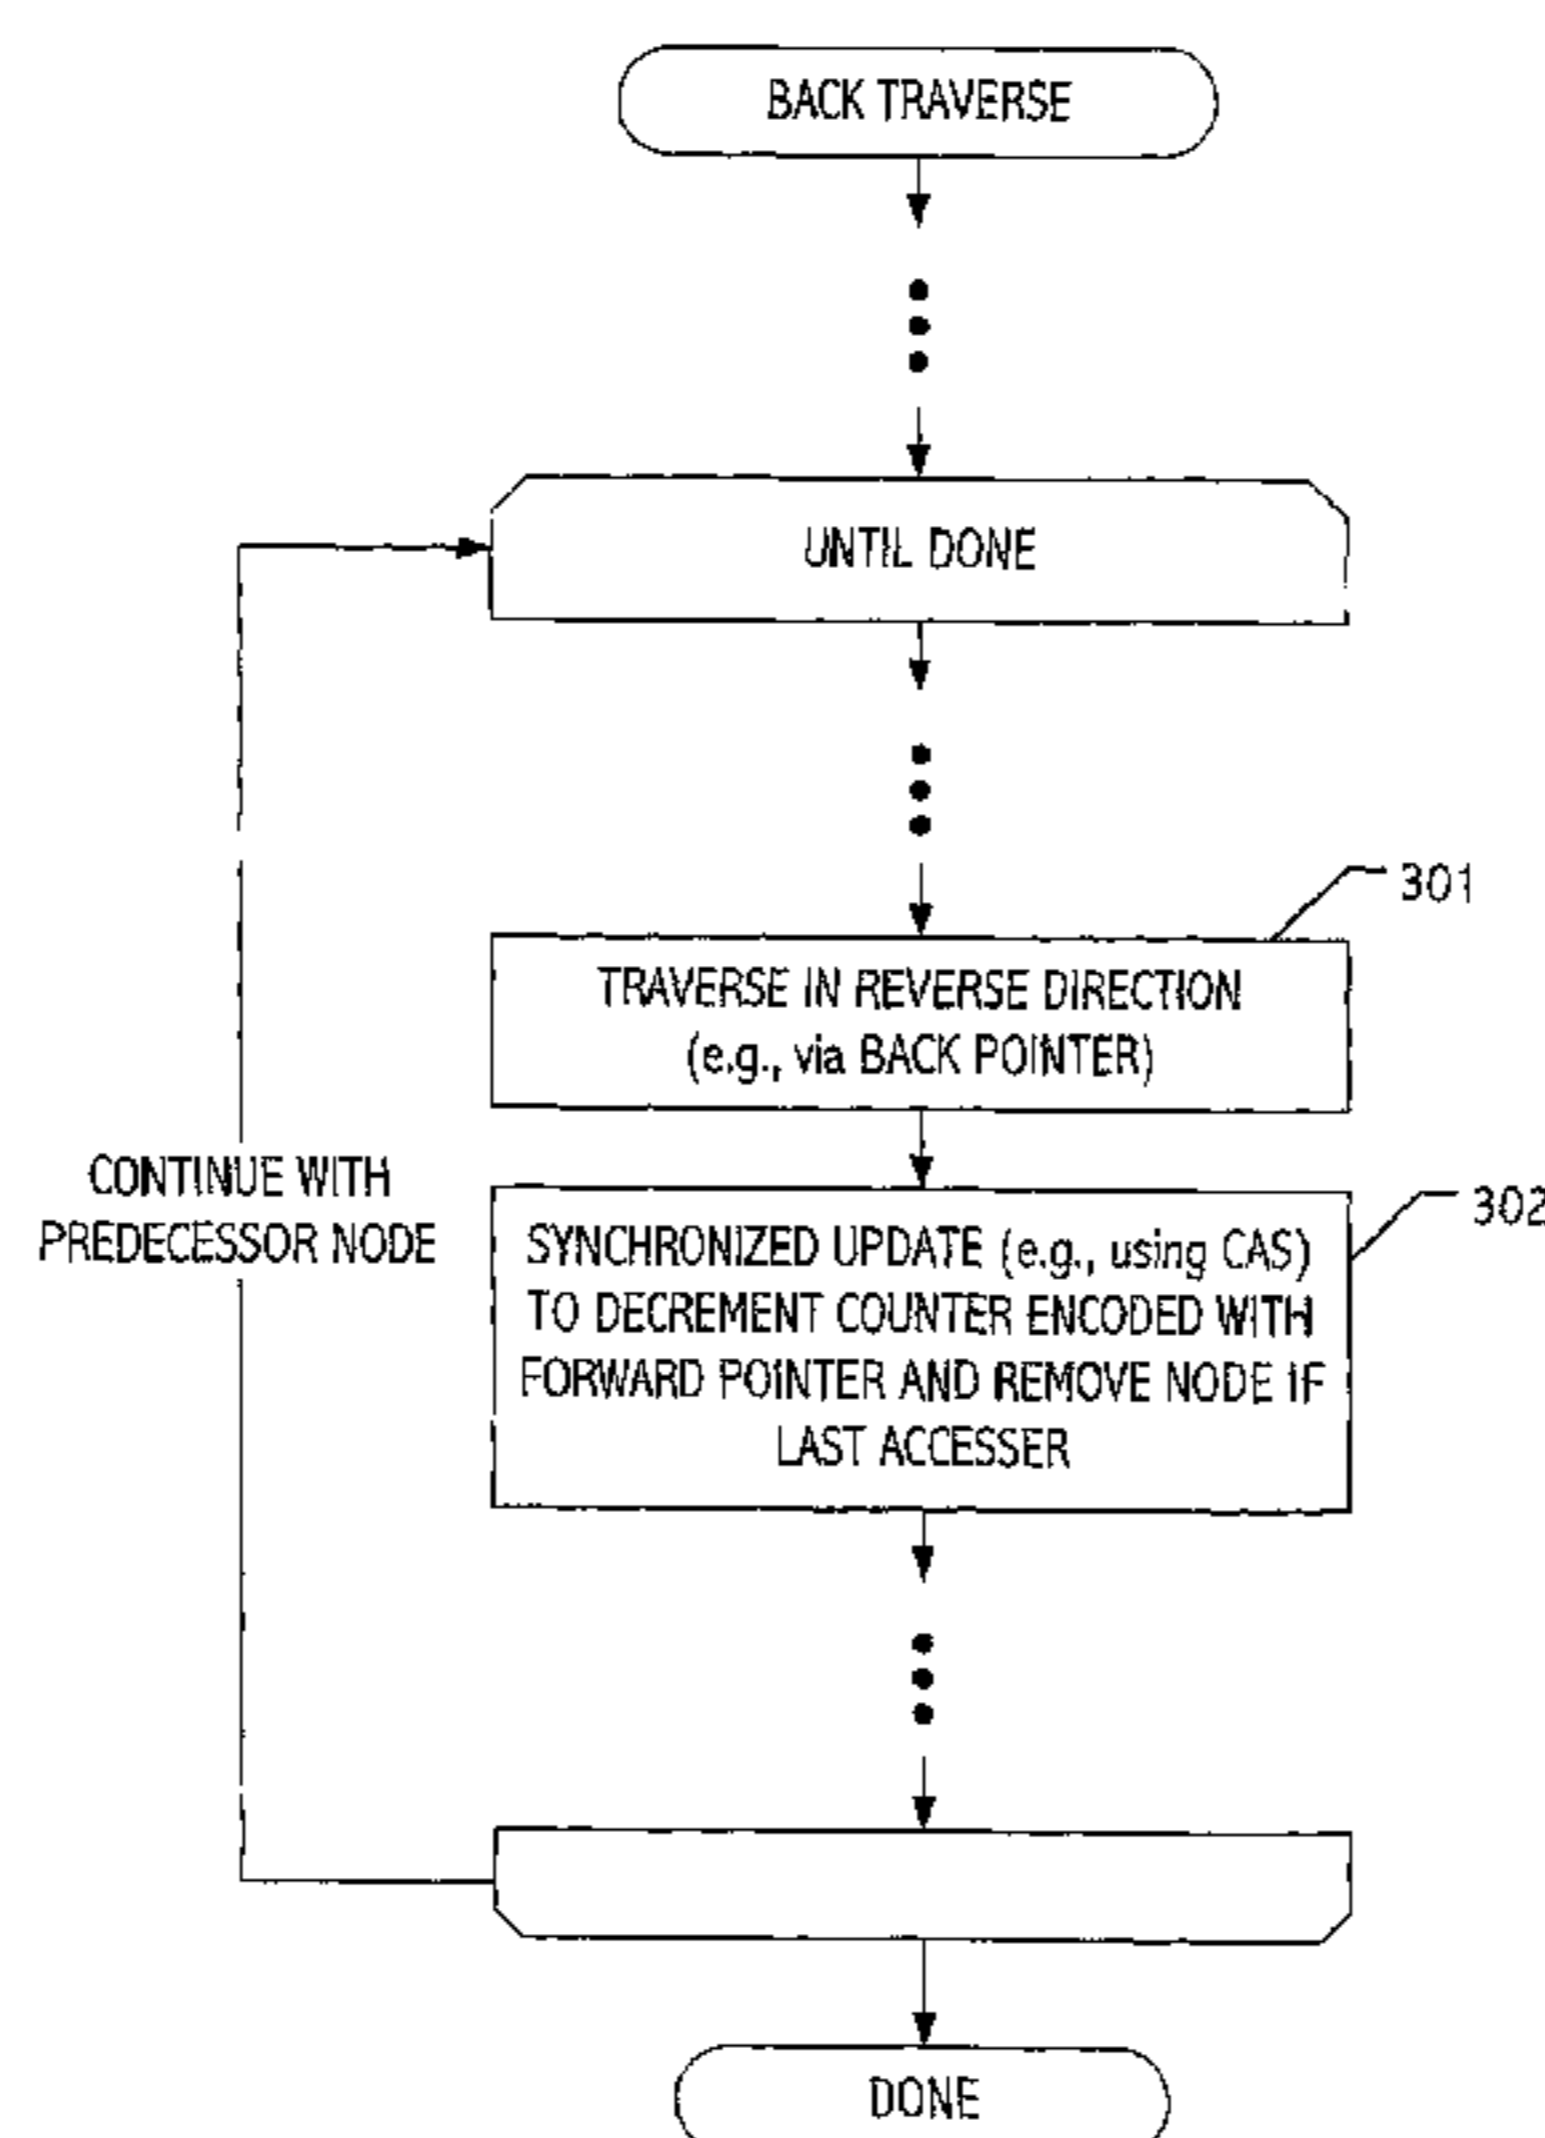 BACK TRAVERSE
UNTIL DONE
301
TRAVERSE IN REVERSE DIRECTION
(e.g., via BACK POINTER)
CONTINUE WITH
PREDECESSOR NODE
302
SYNCHRONIZED UPDATE (e.g., using CAS)
TO DECREMENT COUNTER ENCODED WITH
FORWARD POINTER AND REMOVE NODE IF
LAST ACCESSER
DONE